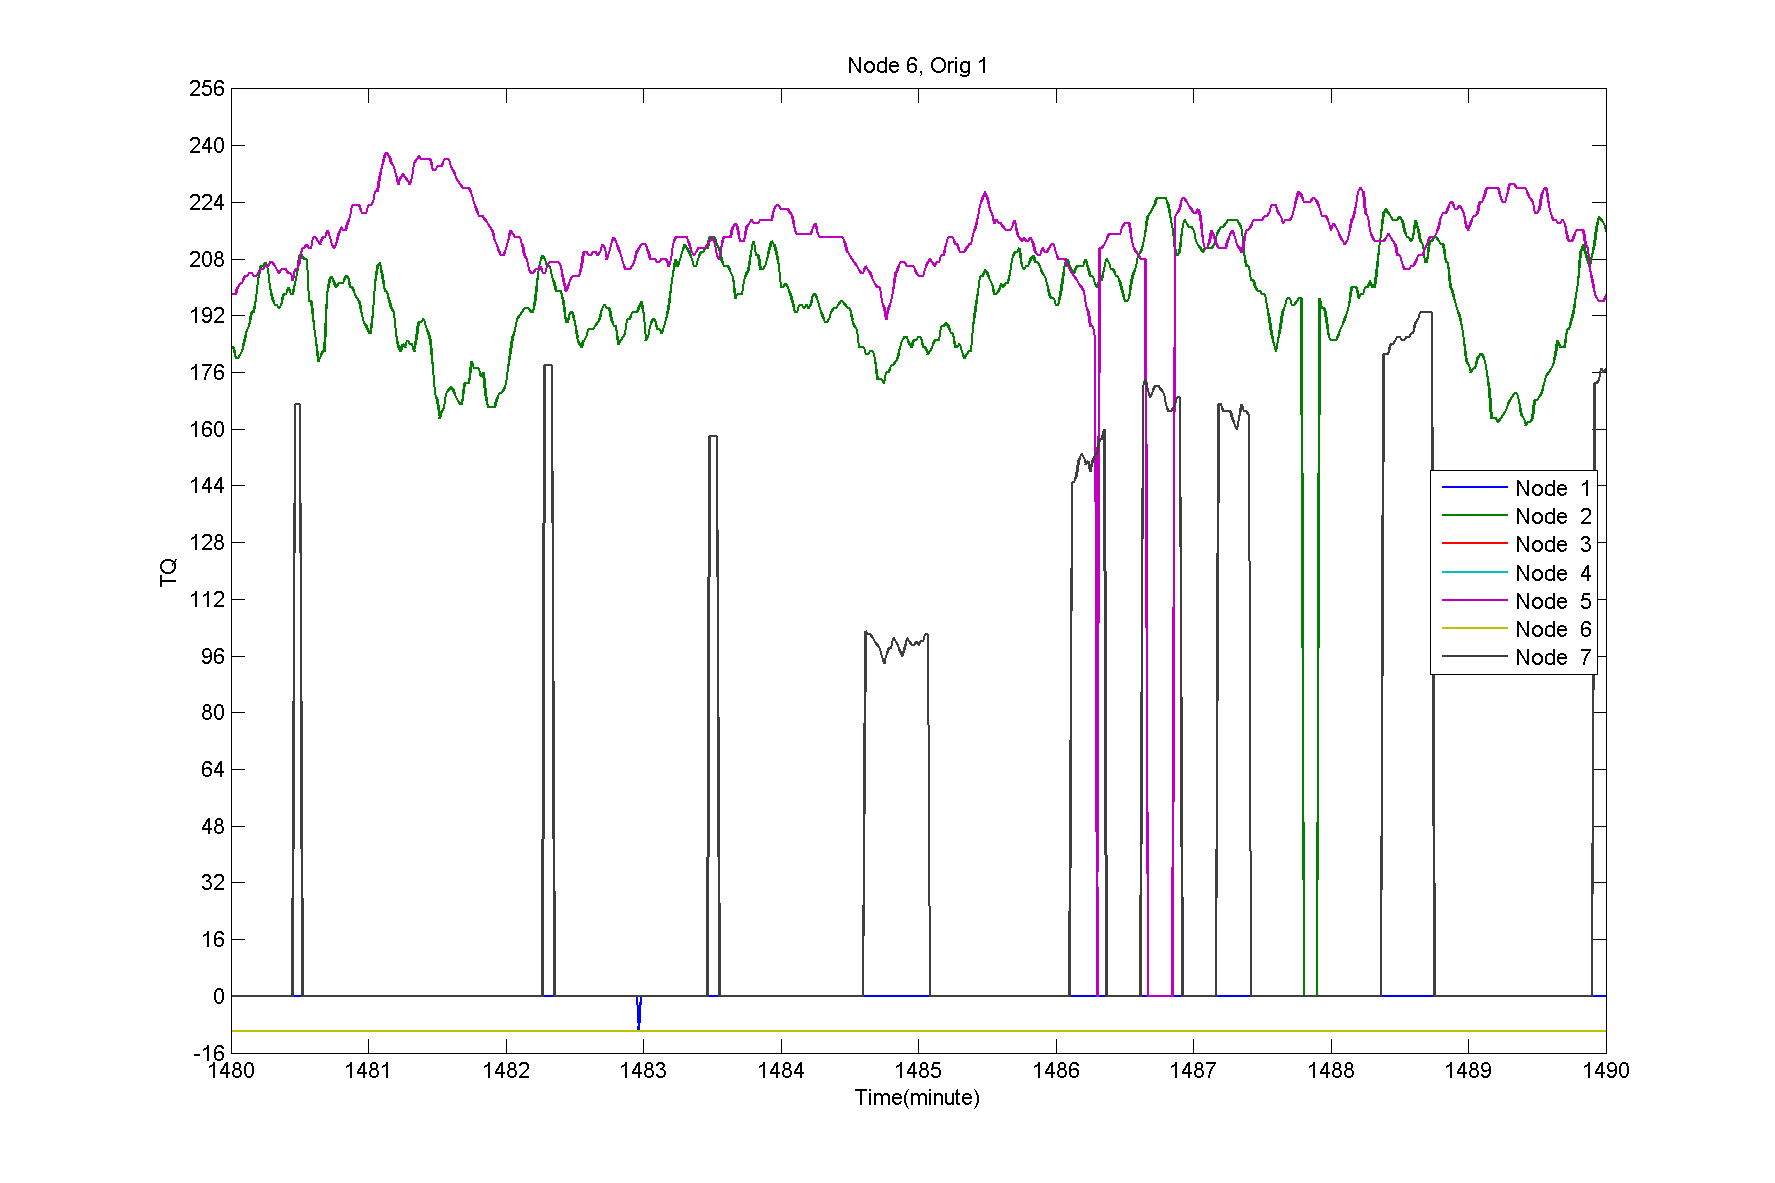 Node 6, Orig 1
256
240
224
208
192
176
160
144
128
112
96
80
64
48
32
16
0
-16
TQ
Node 1
Node 2
Node 3
Node 4
Node 5
Node 6
Node 7
1480 1481 1482 1483 1484 1485 1486 1487 1488 1489 1490
Time(minute)